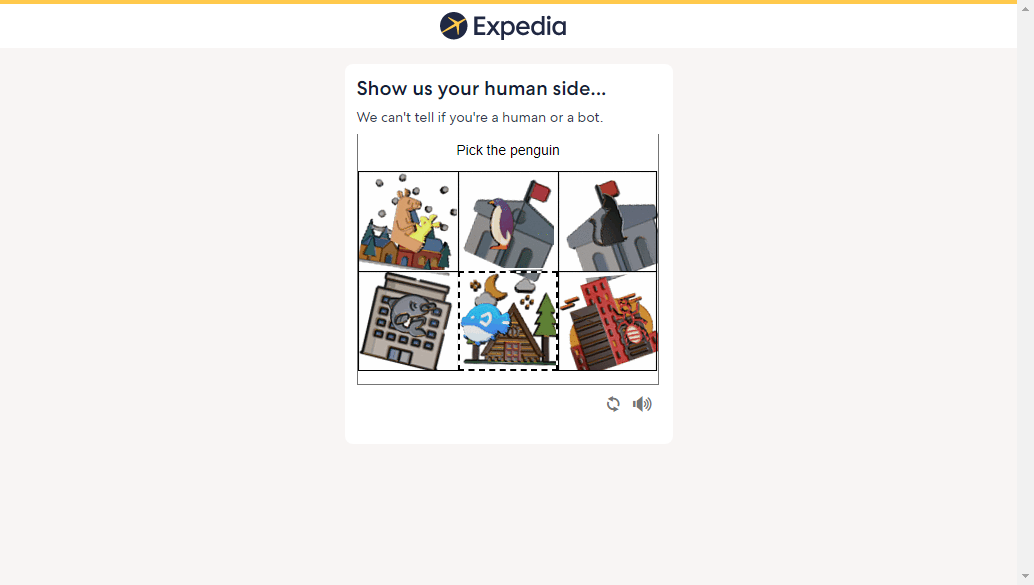 Expedia
Show us your human side...
We can't tell if you're a human or a bot.
Pick the penguin